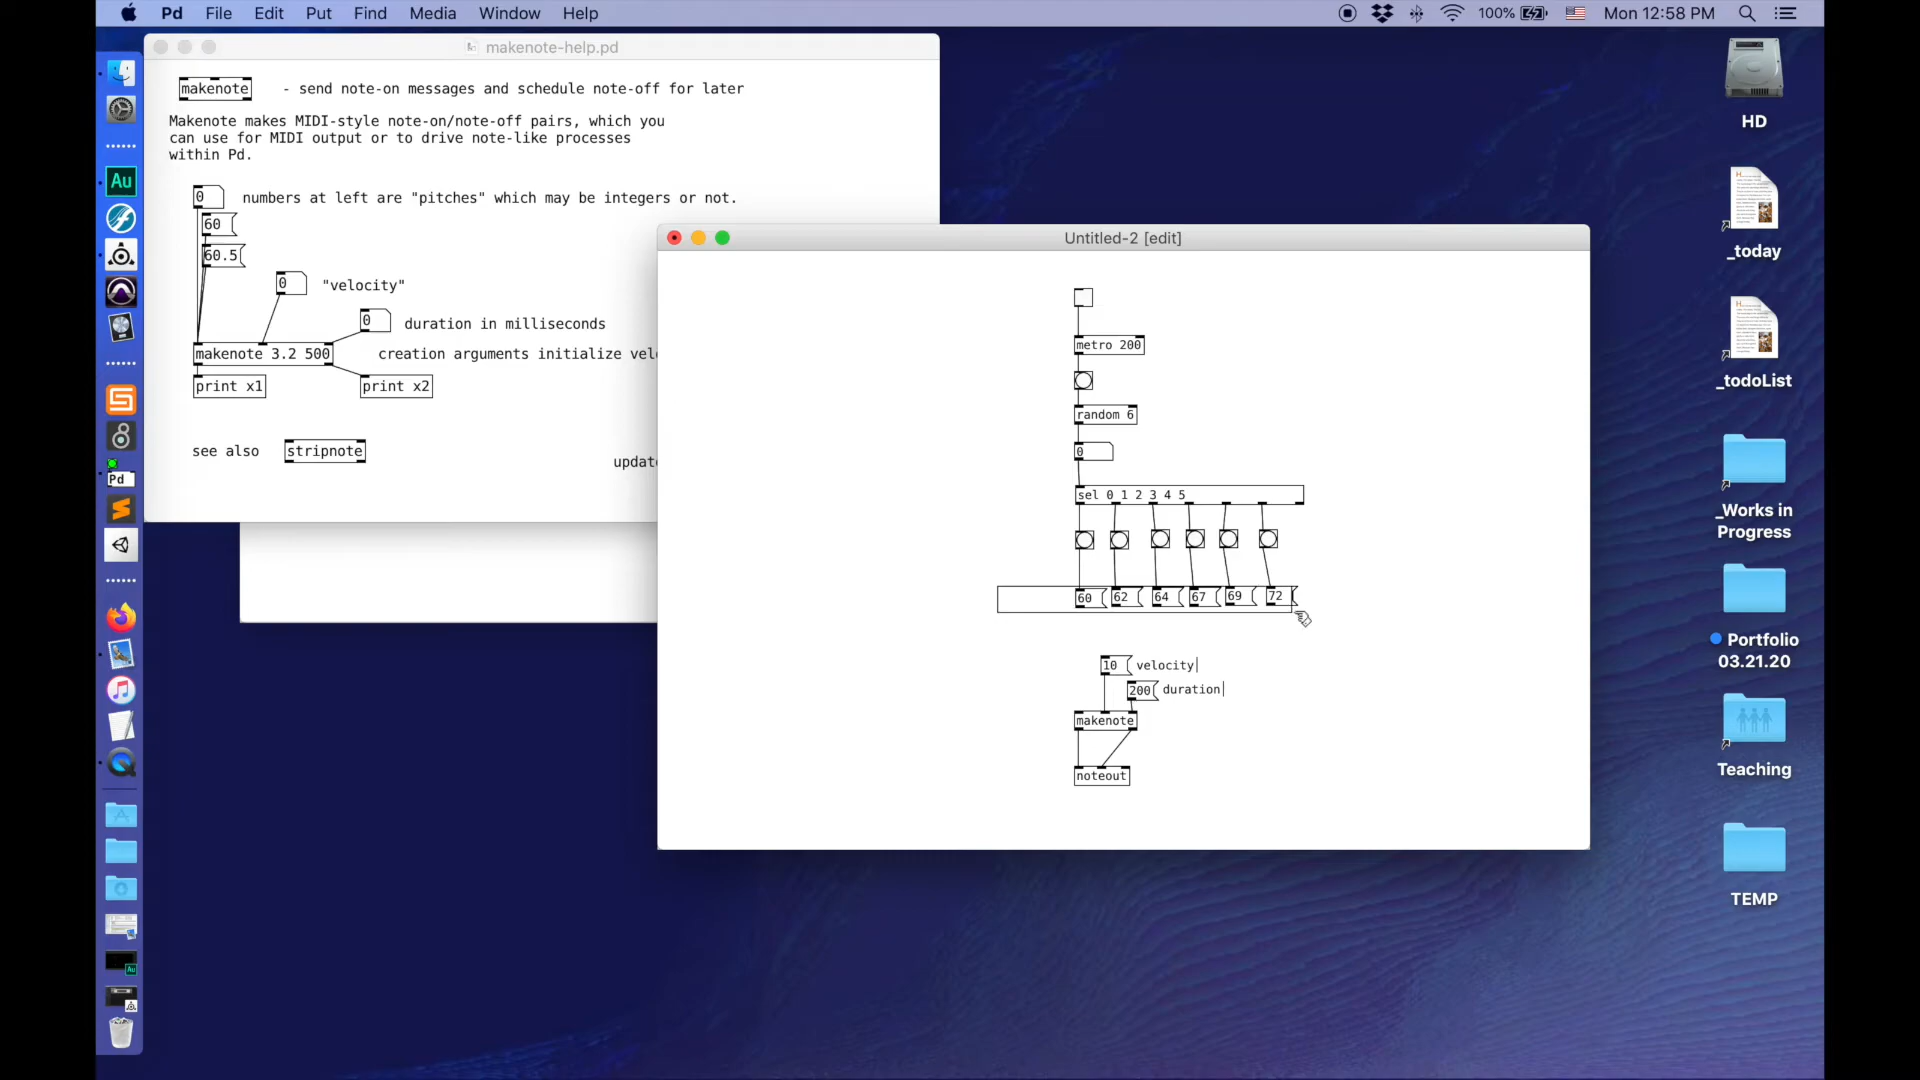 Pd File Edit Put Find Media Window Help
100% Mon 12:58 PM
makenote-help.pd
makenote - send note-on messages and schedule note-off for later
Makenote makes MIDI-style note-on/note-off pairs, which you
can use for MIDI output or to drive note-like processes
within Pd.
0 numbers at left are "pitches" which may be integers or not.
60
60.5
0 "velocity"
0 duration in milliseconds
makenote 3.2 500 creation arguments initialize vel
print x1 print x2
see also stripnote
updat
Untitled-2 [edit]
metro 200
random 6
0
sel 0 1 2 3 4 5
60 62 64 67 69 72
10 velocity
200 duration
makenote
noteout
Au
Pd
Au
HD
_today
_todoList
_Works in
Progress
Portfolio
03.21.20
Teaching
TEMP